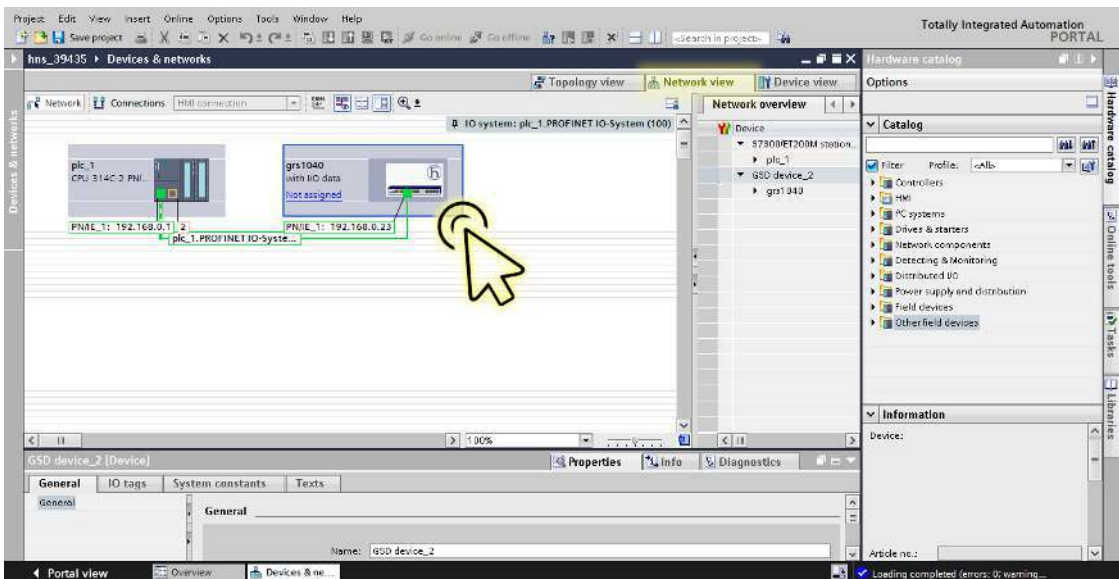 Project Edit View Insert Online Options Tools Window Help
Totally Integrated Automation
PORTAL
Save project
Go online
Go offline
<Search in project>
hns_39435 ▸ Devices & networks
Hardware catalog
Topology view
Network view
Device view
Options
Network
Connections
HMI connection
Network overview
IO system: plc_1.PROFINET IO-System (100)
Device
S7300/ET200M station...
plc_1
GSD device_2
grs1040
plc_1
CPU 314C-2 PN/...
grs1040
with I/O data
Not assigned
PN/IE_1: 192.168.0.1
2
PN/IE_1: 192.168.0.23
plc_1.PROFINET IO-Syste...
Catalog
Filter
Profile:
<All>
Controllers
HMI
PC systems
Drives & starters
Network components
Detecting & Monitoring
Distributed I/O
Power supply and distribution
Field devices
Other field devices
Information
Device:
Article no.:
Devices & networks
Hardware catalog
Online tools
Tasks
Libraries
100%
GSD device_2 [Device]
Properties
Info
Diagnostics
General
IO tags
System constants
Texts
General
General
Name:
GSD device_2
Portal view
Overview
Devices & ne...
Loading completed (errors: 0; warning...